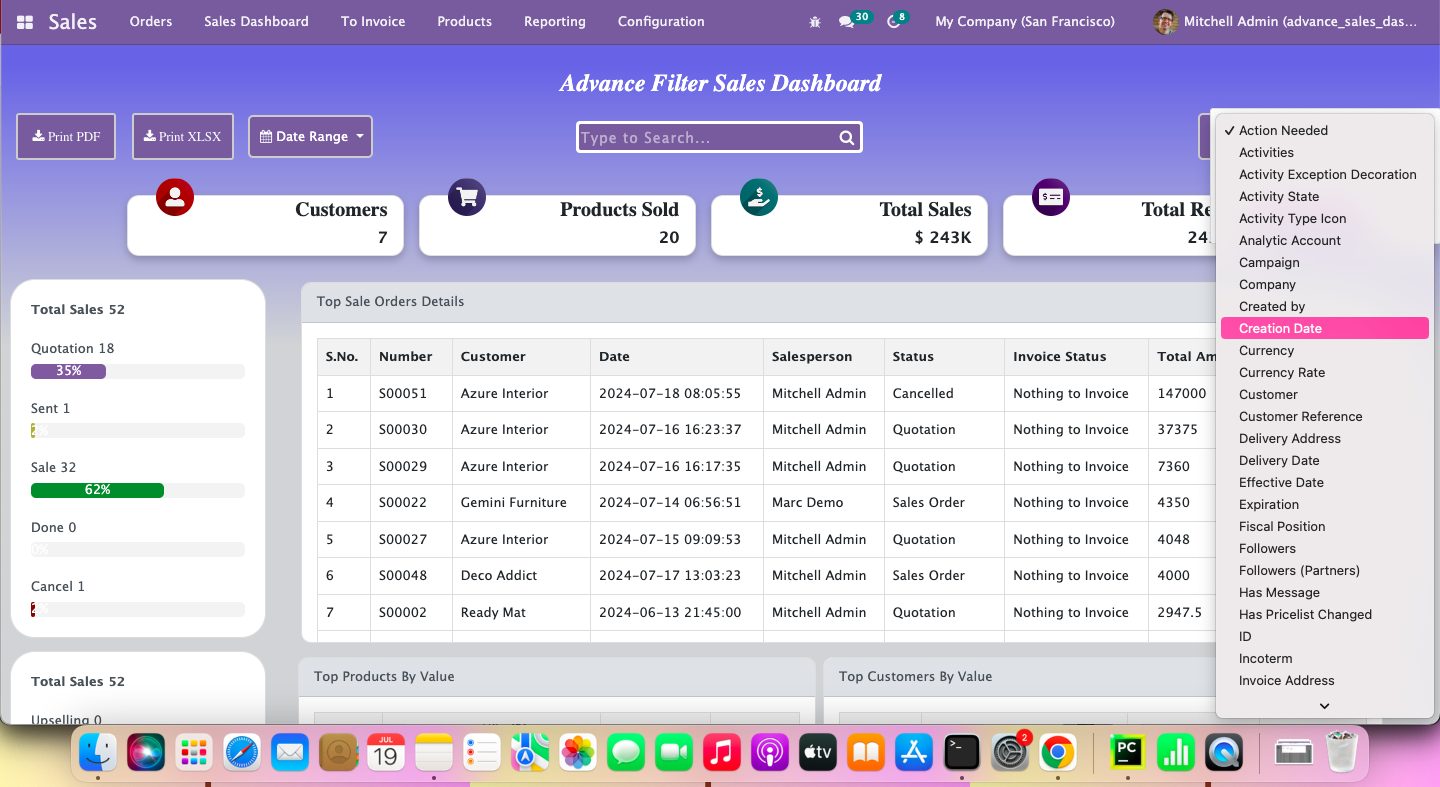 Sales Orders Sales Dashboard To Invoice Products Reporting Configuration 30 8 My Company (San Francisco) Mitchell Admin (advance_sales_das...
Advance Filter Sales Dashboard
Print PDF Print XLSX Date Range Type to Search...
Customers
7
Products Sold
20
Total Sales
$ 243K
Total Re
24
Total Sales 52
Quotation 18
35%
Sent 1
2%
Sale 32
62%
Done 0
0%
Cancel 1
2%
Total Sales 52
Upselling 0
Top Sale Orders Details
S.No. Number Customer Date Salesperson Status Invoice Status Total Am
1 S00051 Azure Interior 2024-07-18 08:05:55 Mitchell Admin Cancelled Nothing to Invoice 147000
2 S00030 Azure Interior 2024-07-16 16:23:37 Mitchell Admin Quotation Nothing to Invoice 37375
3 S00029 Azure Interior 2024-07-16 16:17:35 Mitchell Admin Quotation Nothing to Invoice 7360
4 S00022 Gemini Furniture 2024-07-14 06:56:51 Marc Demo Sales Order Nothing to Invoice 4350
5 S00027 Azure Interior 2024-07-15 09:09:53 Mitchell Admin Quotation Nothing to Invoice 4048
6 S00048 Deco Addict 2024-07-17 13:03:23 Mitchell Admin Sales Order Nothing to Invoice 4000
7 S00002 Ready Mat 2024-06-13 21:45:00 Mitchell Admin Quotation Nothing to Invoice 2947.5
Top Products By Value
Top Customers By Value
✓ Action Needed
Activities
Activity Exception Decoration
Activity State
Activity Type Icon
Analytic Account
Campaign
Company
Created by
Creation Date
Currency
Currency Rate
Customer
Customer Reference
Delivery Address
Delivery Date
Effective Date
Expiration
Fiscal Position
Followers
Followers (Partners)
Has Message
Has Pricelist Changed
ID
Incoterm
Invoice Address
JUL
19
tv
>_
2
PC